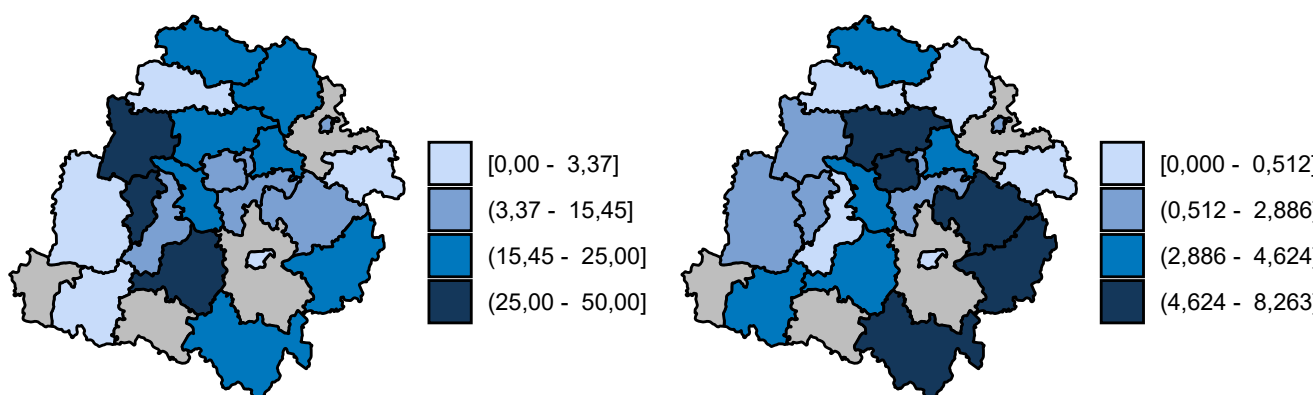 [0,00 - 3,37]
(3,37 - 15,45]
(15,45 - 25,00]
(25,00 - 50,00]
[0,000 - 0,512]
(0,512 - 2,886]
(2,886 - 4,624]
(4,624 - 8,263]